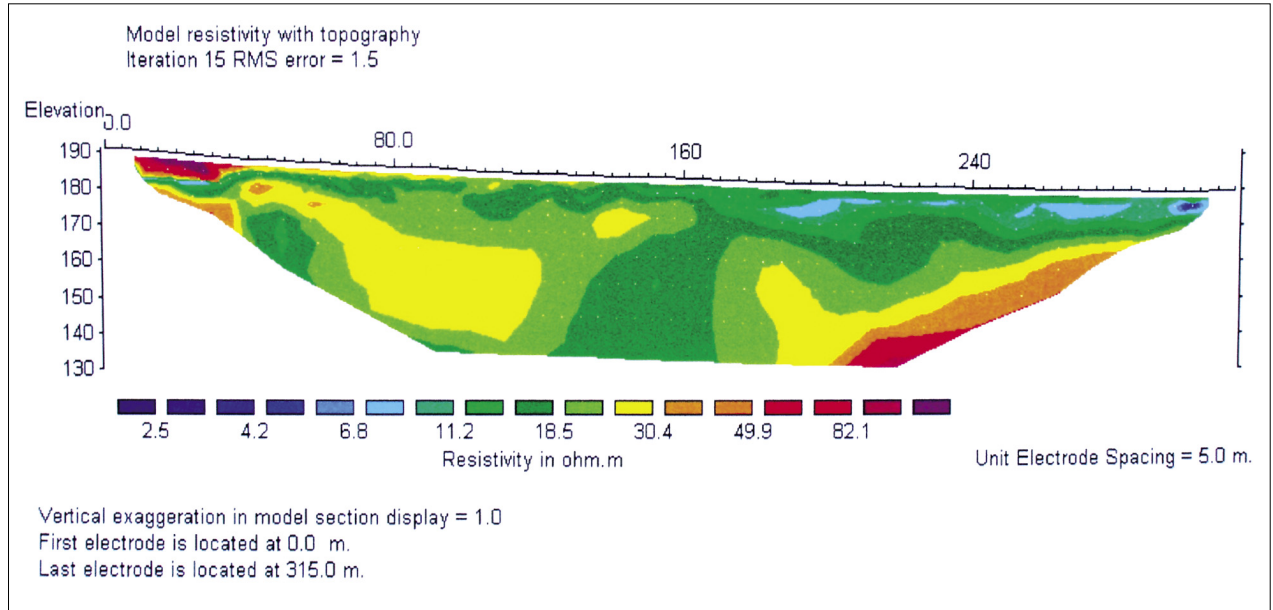 Model resistivity with topography
Iteration 15 RMS error = 1.5
Elevation
0.0
80.0
160
240
190
180
170
160
150
140
130
2.5 4.2 6.8 11.2 18.5 30.4 49.9 82.1
Resistivity in ohm.m
Unit Electrode Spacing = 5.0 m.
Vertical exaggeration in model section display = 1.0
First electrode is located at 0.0 m.
Last electrode is located at 315.0 m.